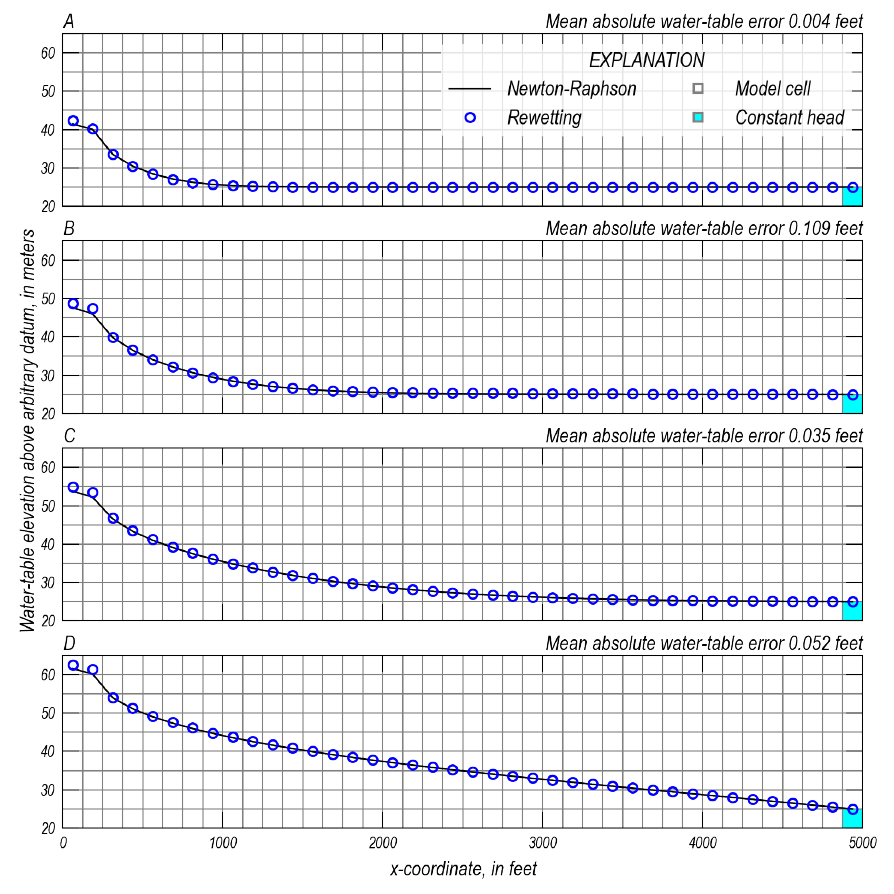 A Mean absolute water-table error 0.004 feet
60
50
40
30
20
EXPLANATION
Newton-Raphson
Model cell
Rewetting
Constant head
B Mean absolute water-table error 0.109 feet
60
50
40
30
20
C Mean absolute water-table error 0.035 feet
60
50
40
30
20
D Mean absolute water-table error 0.052 feet
60
50
40
30
20
0 1000 2000 3000 4000 5000
x-coordinate, in feet
Water-table elevation above arbitrary datum, in meters